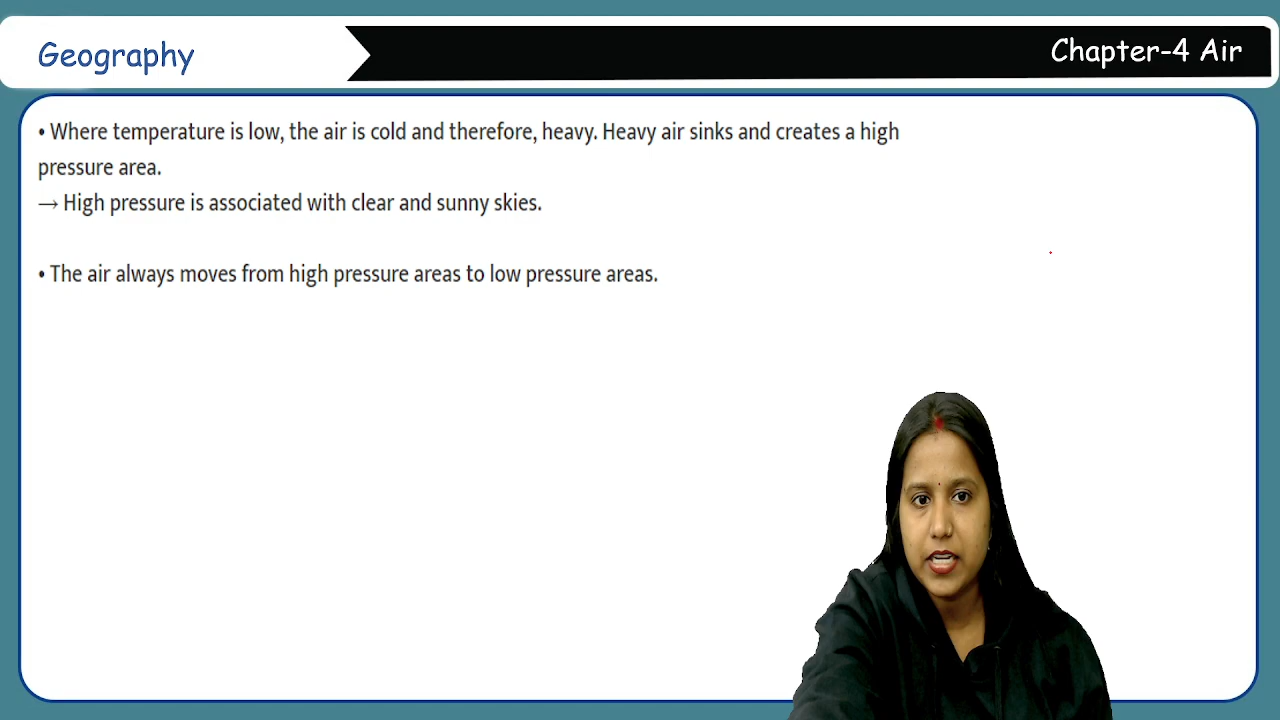 Geography
Chapter-4 Air
• Where temperature is low, the air is cold and therefore, heavy. Heavy air sinks and creates a high
pressure area.
→ High pressure is associated with clear and sunny skies.
• The air always moves from high pressure areas to low pressure areas.